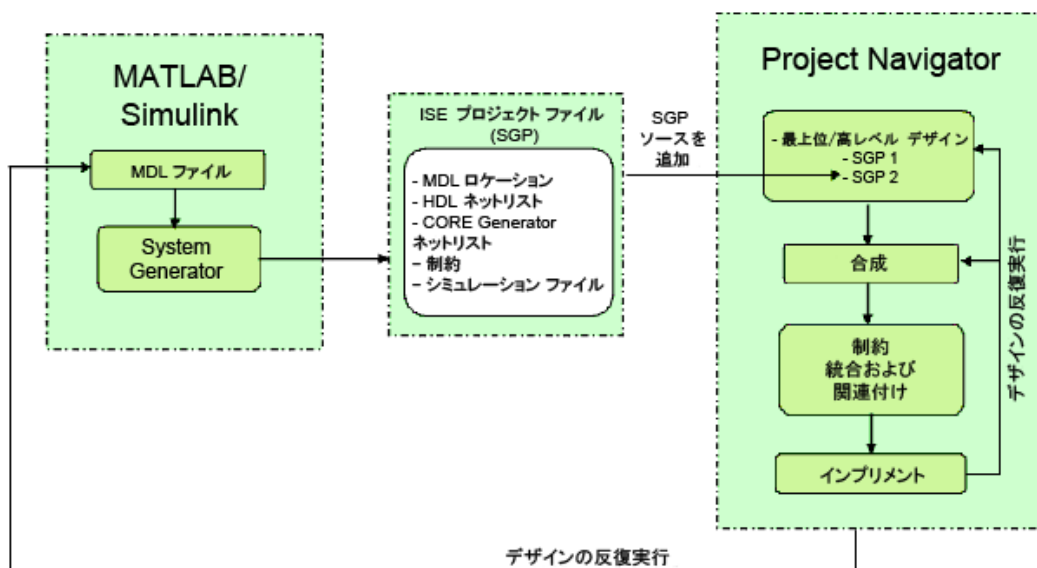 MATLAB/
Simulink
MDL ファイル
System
Generator
ISE プロジェクト ファイル
(SGP)
- MDL ロケーション
- HDL ネットリスト
- CORE Generator
ネットリスト
- 制約
- シミュレーション ファイル
SGP
ソースを
追加
Project Navigator
- 最上位/高レベル デザイン
- SGP 1
- SGP 2
合成
制約
統合および
関連付け
インプリメント
デザインの反復実行
デザインの反復実行